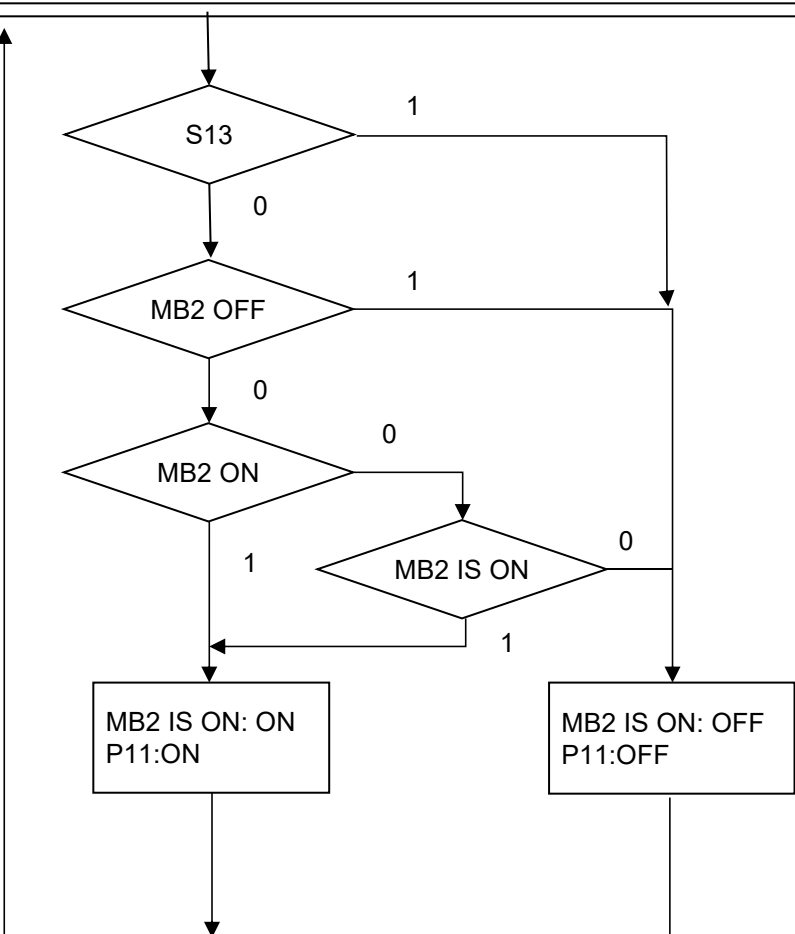 1
S13
0
1
MB2 OFF
0
0
MB2 ON
0
1
MB2 IS ON
1
MB2 IS ON: ON
P11:ON
MB2 IS ON: OFF
P11:OFF